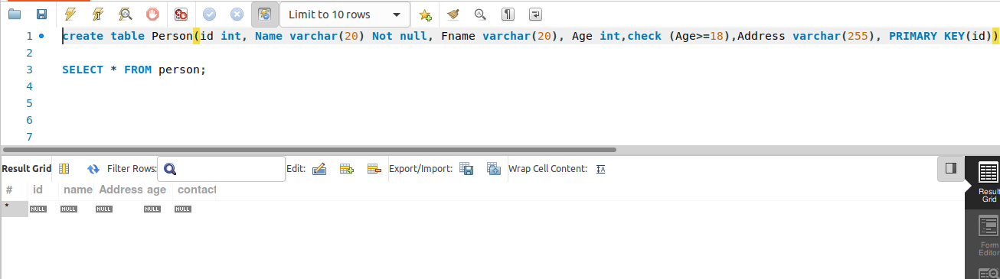 Limit to 10 rows
1 create table Person(id int, Name varchar(20) Not null, Fname varchar(20), Age int,check (Age>=18),Address varchar(255), PRIMARY KEY(id))
2
3 SELECT * FROM person;
4
5
6
7
Result Grid Filter Rows: Edit: Export/Import: Wrap Cell Content: IA
# id name Address age contact
* NULL NULL NULL NULL NULL
Result
Grid
Form
Editor